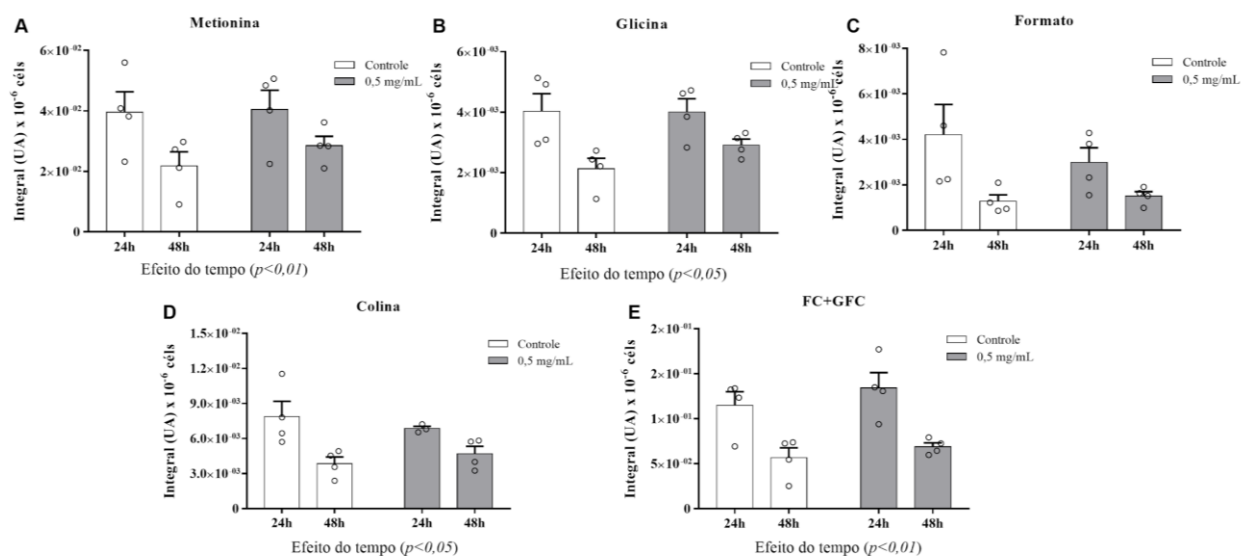 A
Metionina
Integral (UA) x 10⁻⁶ céls
6×10⁻⁰²
4×10⁻⁰²
2×10⁻⁰²
0
Controle
0,5 mg/mL
24h 48h 24h 48h
Efeito do tempo (p<0,01)
B
Glicina
Integral (UA) x 10⁻⁶ céls
6×10⁻⁰³
4×10⁻⁰³
2×10⁻⁰³
0
Controle
0,5 mg/mL
24h 48h 24h 48h
Efeito do tempo (p<0,05)
C
Formato
Integral (UA) x 10⁻⁶ céls
8×10⁻⁰³
6×10⁻⁰³
4×10⁻⁰³
2×10⁻⁰³
0
Controle
0,5 mg/mL
24h 48h 24h 48h
D
Colina
Integral (UA) x 10⁻⁶ céls
1.5×10⁻⁰²
1.2×10⁻⁰²
9.0×10⁻⁰³
6.0×10⁻⁰³
3.0×10⁻⁰³
0
Controle
0,5 mg/mL
24h 48h 24h 48h
Efeito do tempo (p<0,05)
E
FC+GFC
Integral (UA) x 10⁻⁶ céls
2×10⁻⁰¹
2×10⁻⁰¹
1×10⁻⁰¹
5×10⁻⁰²
0
Controle
0,5 mg/mL
24h 48h 24h 48h
Efeito do tempo (p<0,01)